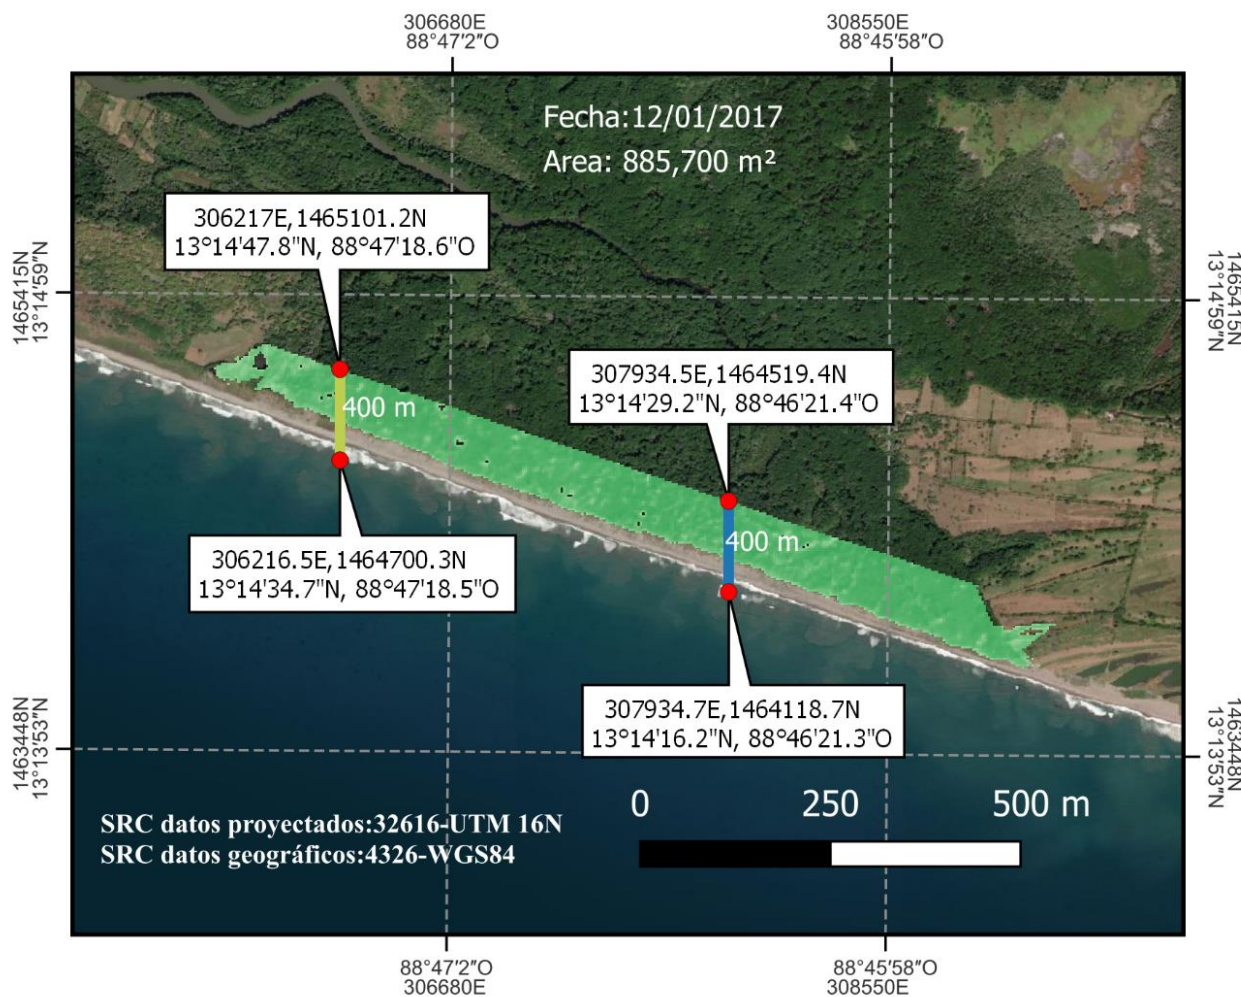 306680E
88°47'2"O
308550E
88°45'58"O
Fecha:12/01/2017
Area: 885,700 m²
306217E,1465101.2N
13°14'47.8"N, 88°47'18.6"O
1465415N
13°14'59"N
1465415N
13°14'59"N
307934.5E,1464519.4N
13°14'29.2"N, 88°46'21.4"O
400 m
400 m
306216.5E,1464700.3N
13°14'34.7"N, 88°47'18.5"O
307934.7E,1464118.7N
13°14'16.2"N, 88°46'21.3"O
1463448N
13°13'53"N
1463448N
13°13'53"N
0 250 500 m
SRC datos proyectados:32616-UTM 16N
SRC datos geográficos:4326-WGS84
88°47'2"O
306680E
88°45'58"O
308550E